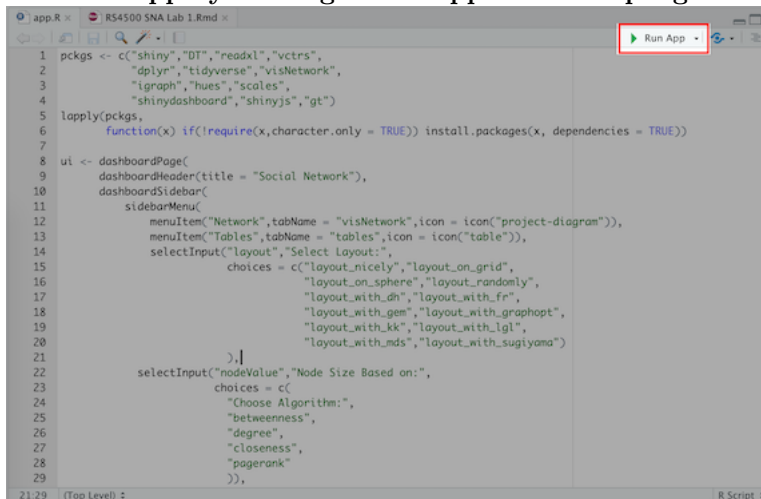 app.R × RS4500 SNA Lab 1.Rmd ×
Run App
1 pckgs <- c("shiny","DT","readxl","vctrs",
2 "dplyr","tidyverse","visNetwork",
3 "igraph","hues","scales",
4 "shinydashboard","shinyjs","gt")
5 lapply(pckgs,
6 function(x) if(!require(x,character.only = TRUE)) install.packages(x, dependencies = TRUE))
7
8 ui <- dashboardPage(
9 dashboardHeader(title = "Social Network"),
10 dashboardSidebar(
11 sidebarMenu(
12 menuItem("Network",tabName = "visNetwork",icon = icon("project-diagram")),
13 menuItem("Tables",tabName = "tables",icon = icon("table")),
14 selectInput("layout","Select Layout:",
15 choices = c("layout_nicely","layout_on_grid",
16 "layout_on_sphere","layout_randomly",
17 "layout_with_dh","layout_with_fr",
18 "layout_with_gem","layout_with_graphopt",
19 "layout_with_kk","layout_with_lgl",
20 "layout_with_mds","layout_with_sugiyama")
21 ),
22 selectInput("nodeValue","Node Size Based on:",
23 choices = c(
24 "Choose Algorithm:",
25 "betweenness",
26 "degree",
27 "closeness",
28 "pagerank"
29 )),
21:29 (Top Level) R Script